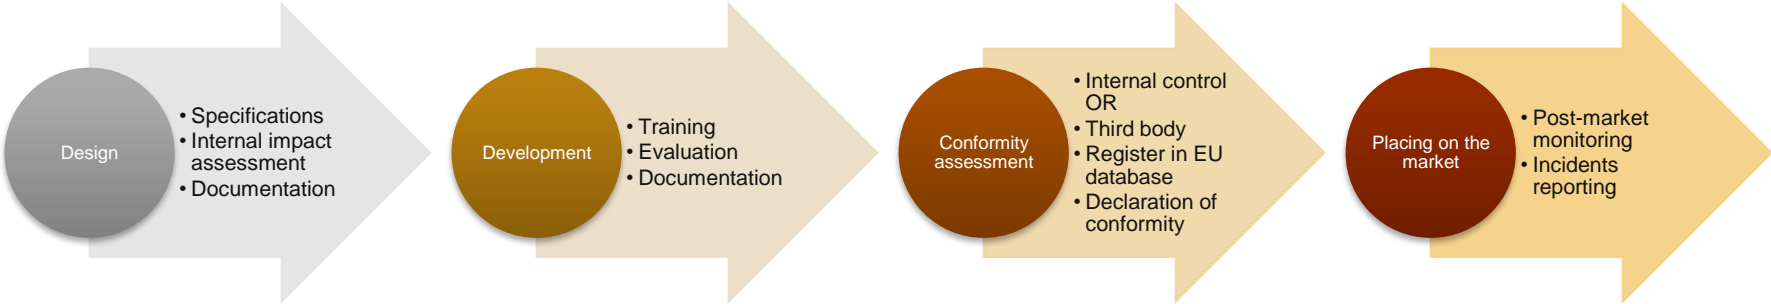 Design
• Specifications
• Internal impact
assessment
• Documentation
Development
• Training
• Evaluation
• Documentation
Conformity
assessment
• Internal control
OR
• Third body
• Register in EU
database
• Declaration of
conformity
Placing on the
market
• Post-market
monitoring
• Incidents
reporting